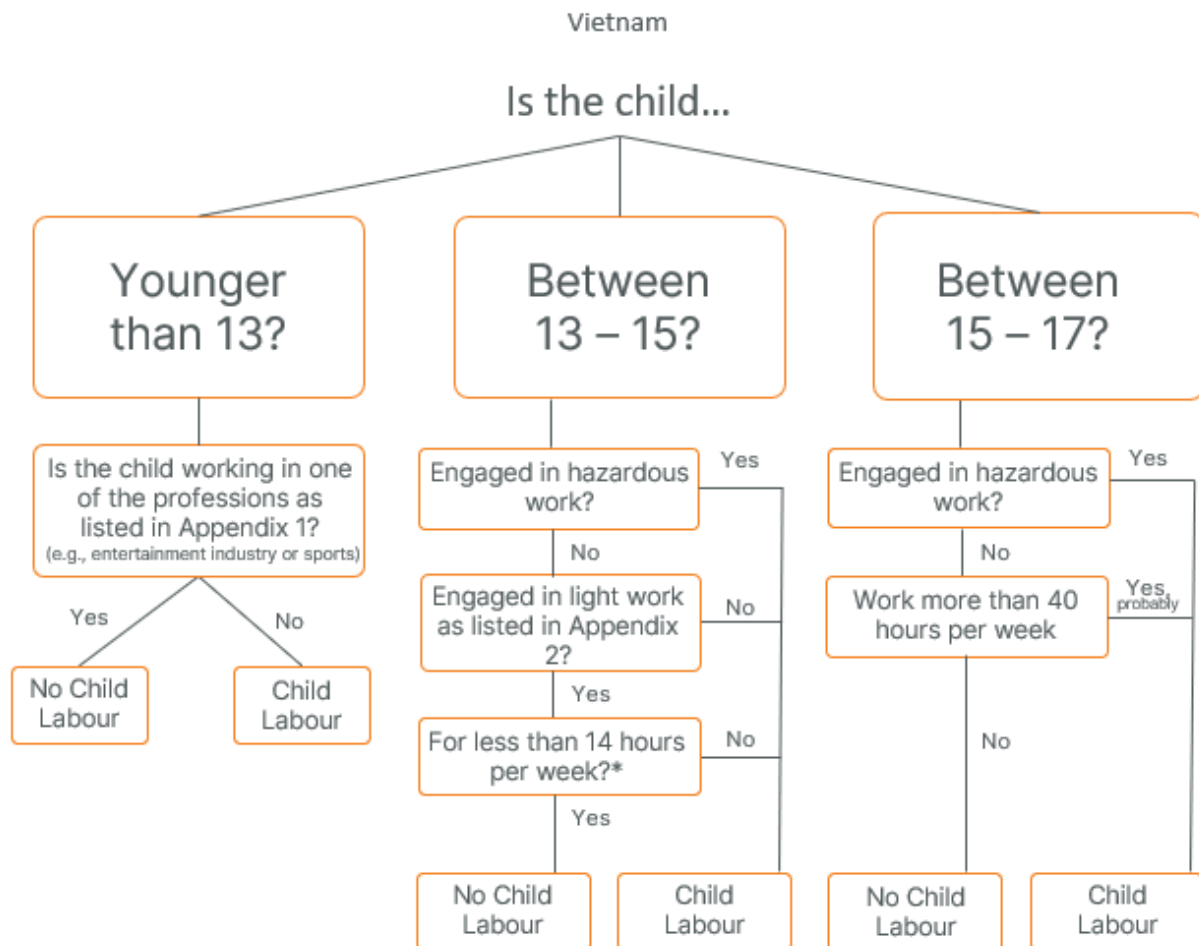 Vietnam
Is the child...
Younger
than 13?
Between
13 – 15?
Between
15 – 17?
Is the child working in one
of the professions as
listed in Appendix 1?
(e.g., entertainment industry or sports)
Yes
No
No Child
Labour
Child
Labour
Engaged in hazardous
work?
Yes
No
Engaged in light work
as listed in Appendix
2?
No
Yes
For less than 14 hours
per week?*
No
Yes
No Child
Labour
Child
Labour
Engaged in hazardous
work?
Yes
No
Work more than 40
hours per week
Yes,
probably
No
No Child
Labour
Child
Labour